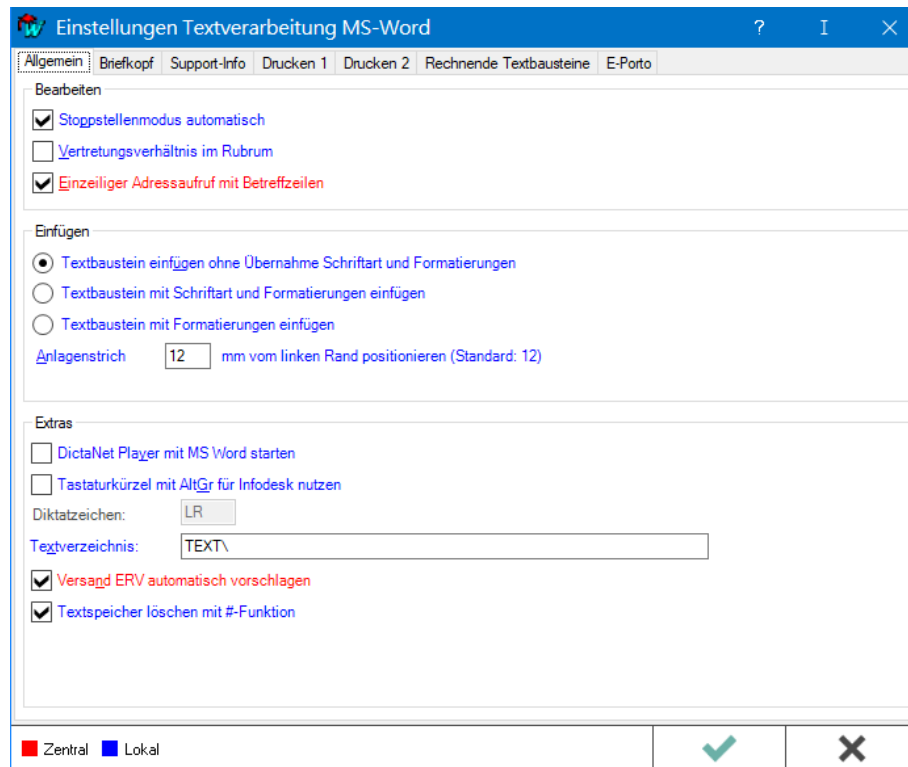 Einstellungen Textverarbeitung MS-Word ?
Allgemein Briefkopf Support-Info Drucken 1 Drucken 2 Rechnende Textbausteine E-Porto
Bearbeiten
Stoppstellenmodus automatisch
Vertretungsverhältnis im Rubrum
Einzeiliger Adressaufruf mit Betreffzeilen
Einfügen
Textbaustein einfügen ohne Übernahme Schriftart und Formatierungen
Textbaustein mit Schriftart und Formatierungen einfügen
Textbaustein mit Formatierungen einfügen
Anlagenstrich 12 mm vom linken Rand positionieren (Standard: 12)
Extras
DictaNet Player mit MS Word starten
Tastaturkürzel mit AltGr für Infodesk nutzen
Diktatzeichen: LR
Textverzeichnis: TEXT\
Versand ERV automatisch vorschlagen
Textspeicher löschen mit #-Funktion
Zentral Lokal